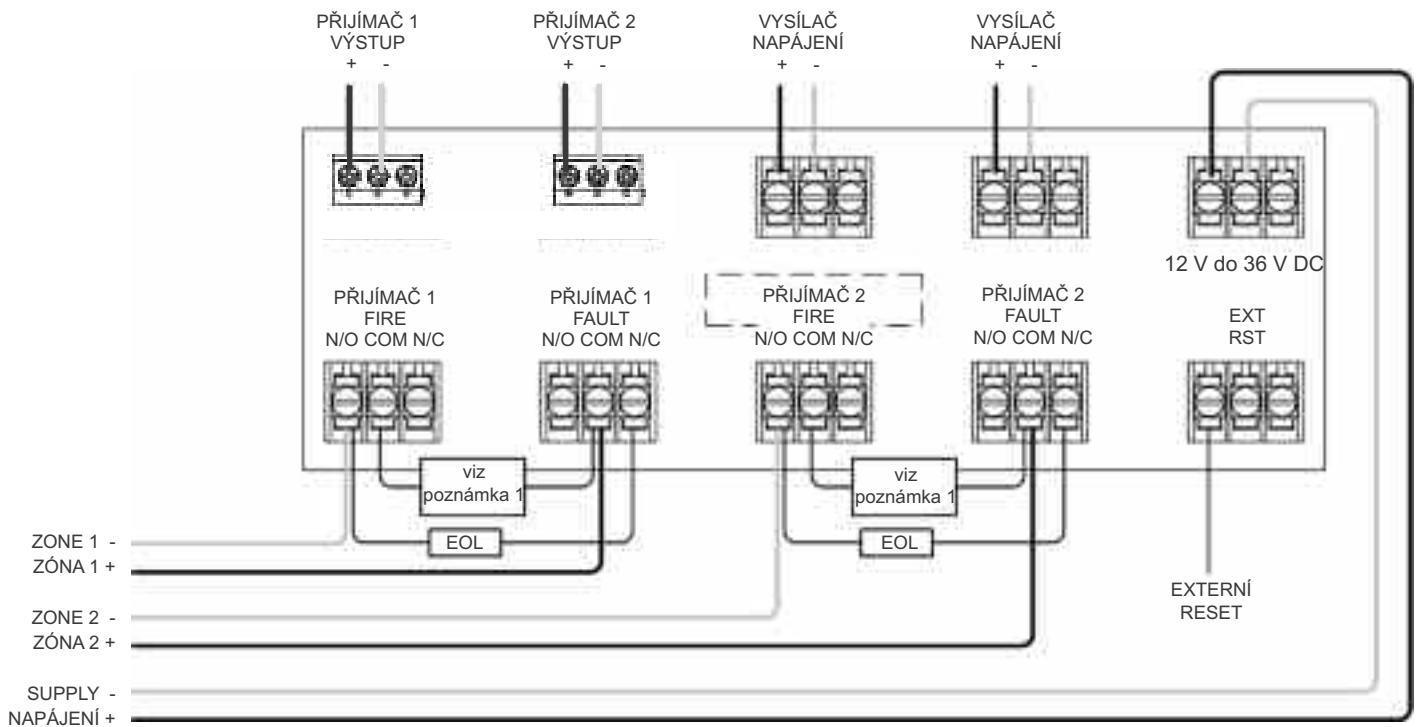 PŘIJÍMAČ 1
VÝSTUP
+ -
PŘIJÍMAČ 2
VÝSTUP
+ -
VYSÍLAČ
NAPÁJENÍ
+ -
VYSÍLAČ
NAPÁJENÍ
+ -
12 V do 36 V DC
PŘIJÍMAČ 1
FIRE
N/O COM N/C
PŘIJÍMAČ 1
FAULT
N/O COM N/C
PŘIJÍMAČ 2
FIRE
N/O COM N/C
PŘIJÍMAČ 2
FAULT
N/O COM N/C
EXT
RST
viz
poznámka 1
viz
poznámka 1
EOL
EOL
ZONE 1 -
ZÓNA 1 +
ZONE 2 -
ZÓNA 2 +
EXTERNÍ
RESET
SUPPLY -
NAPÁJENÍ +